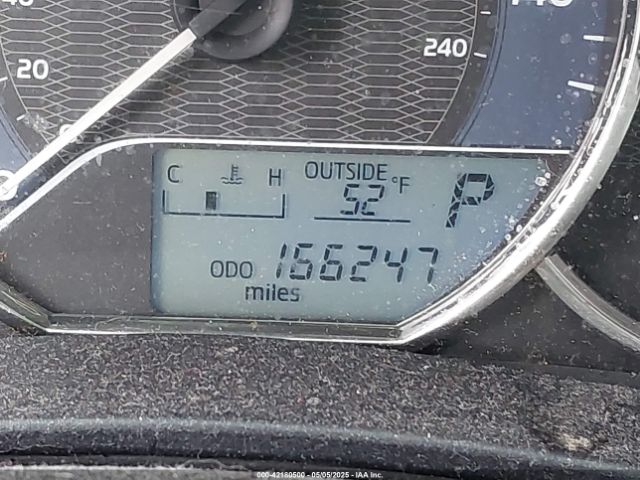 20
240
C H OUTSIDE
52 °F P
ODO 166247
miles
000-42180500 - 05/05/2025 - IAA Inc.